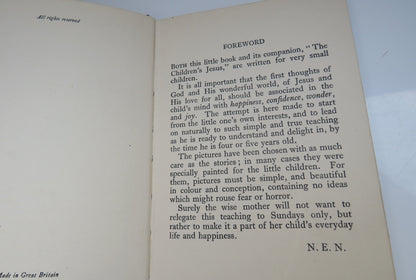 All rights reserved
Made in Great Britain
FOREWORD
BOTH this little book and its companion, "The
Children's Jesus," are written for very small
children.
It is all important that the first thoughts of
God and His wonderful world, of Jesus and
His love for all, should be associated in the
child's mind with happiness, confidence, wonder,
and joy. The attempt is here made to start
from the little one's own interests, and to lead
on naturally to such simple and true teaching
as he is ready to understand and delight in, by
the time he is four or five years old.
The pictures have been chosen with as much
care as the stories; in many cases they were
specially painted for the little children. For
them, pictures must be simple, and beautiful
in colour and conception, containing no ideas
which might rouse fear or horror.
Surely the wise mother will not want to
relegate this teaching to Sundays only, but
rather to make it a part of her child's everyday
life and happiness.
N. E. N.